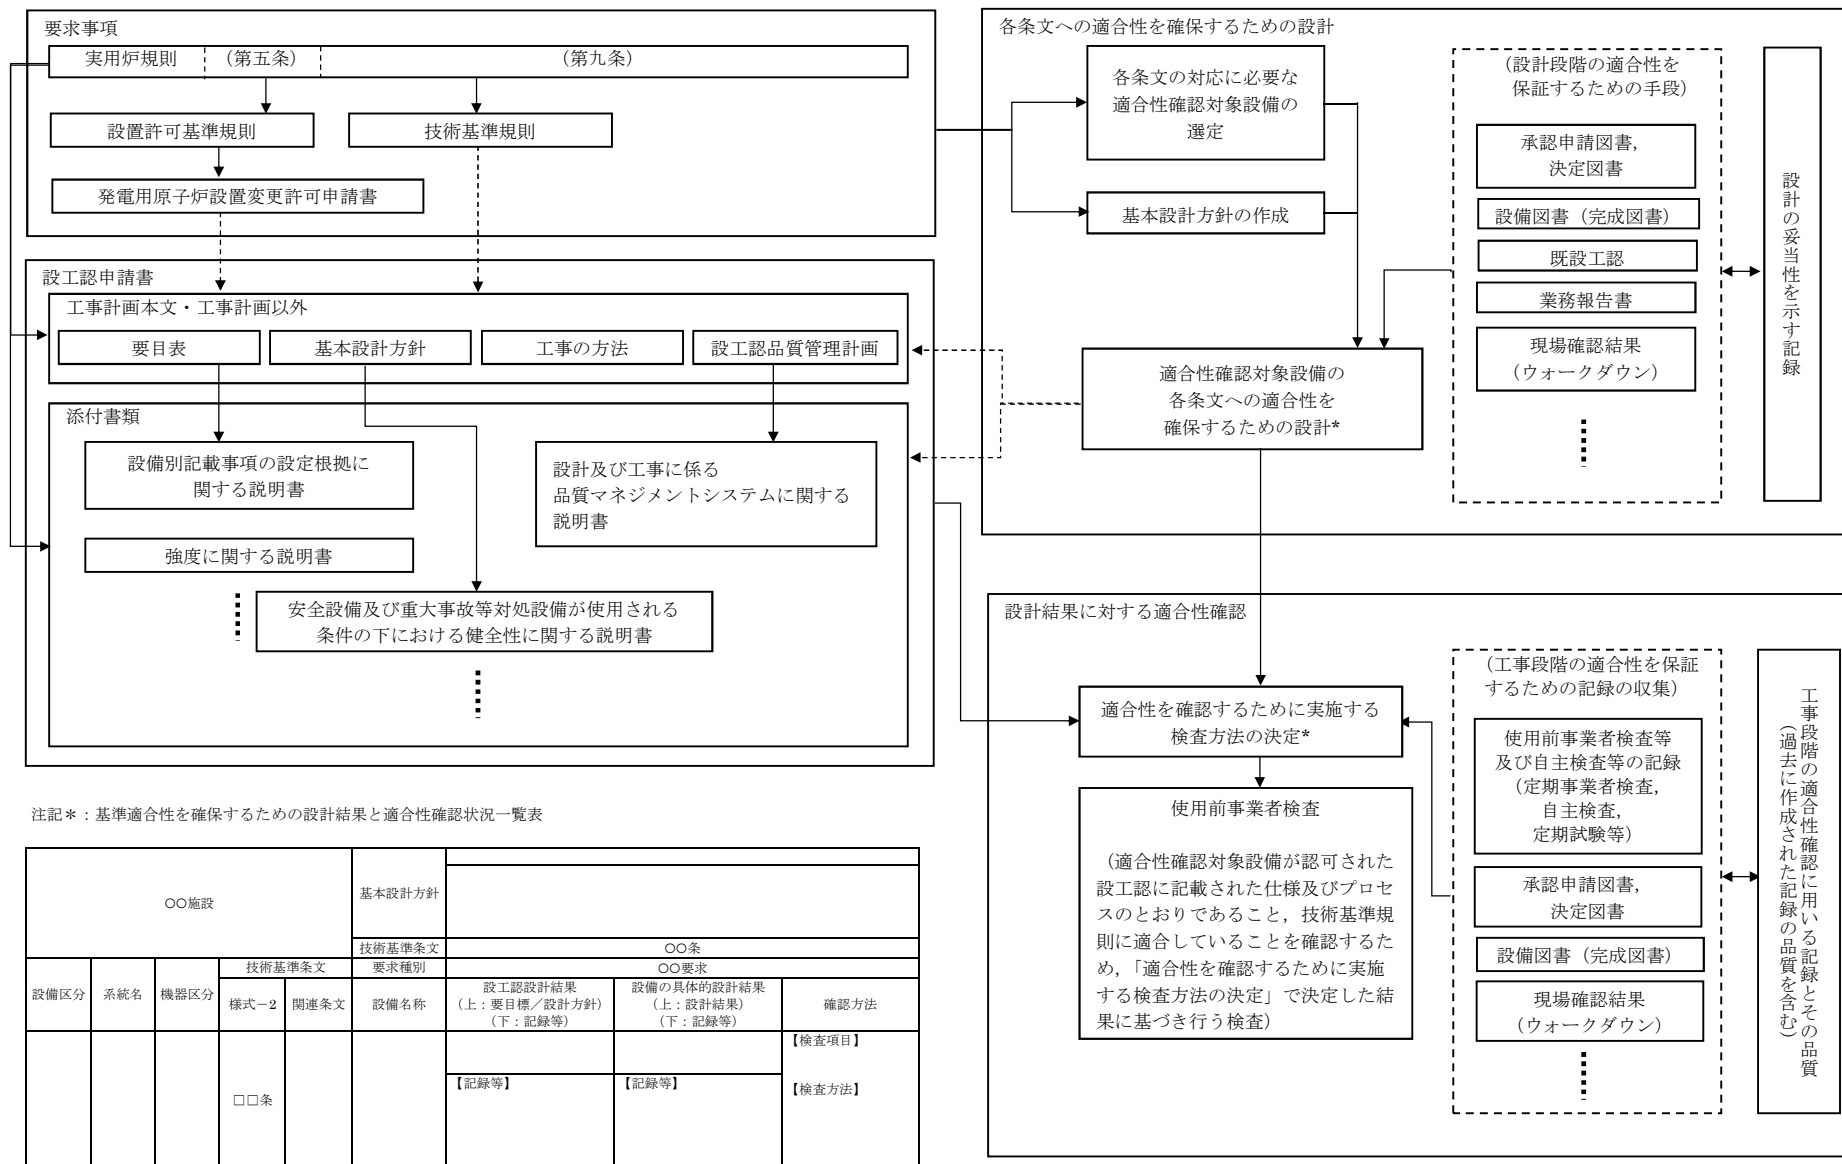 要求事項
実用炉規則
(第五条)
(第九条)
設置許可基準規則
技術基準規則
発電用原子炉設置変更許可申請書
設工認申請書
工事計画本文・工事計画以外
要目表
基本設計方針
工事の方法
設工認品質管理計画
添付書類
設備別記載事項の設定根拠に
関する説明書
設計及び工事に係る
品質マネジメントシステムに関する
説明書
強度に関する説明書
安全設備及び重大事故等対処設備が使用される
条件の下における健全性に関する説明書
各条文への適合性を確保するための設計
各条文の対応に必要な
適合性確認対象設備の
選定
基本設計方針の作成
適合性確認対象設備の
各条文への適合性を
確保するための設計*
(設計段階の適合性を
保証するための手段)
承認申請図書,
決定図書
設備図書（完成図書）
既設工認
業務報告書
現場確認結果
（ウォークダウン）
設計の妥当性を示す記録
設計結果に対する適合性確認
適合性を確認するために実施する
検査方法の決定*
使用前事業者検査
（適合性確認対象設備が認可された
設工認に記載された仕様及びプロセ
スのとおりであること，技術基準規
則に適合していることを確認するた
め，「適合性を確認するために実施
する検査方法の決定」で決定した結
果に基づき行う検査）
(工事段階の適合性を保証
するための記録の収集)
使用前事業者検査等
及び自主検査等の記録
（定期事業者検査,
自主検査,
定期試験等）
承認申請図書,
決定図書
設備図書（完成図書）
現場確認結果
（ウォークダウン）
工事段階の適合性確認に用いる記録とその品質
（過去に作成された記録の品質を含む）
注記＊：基準適合性を確保するための設計結果と適合性確認状況一覧表
○○施設
基本設計方針
技術基準条文
○○条
技術基準条文
要求種別
○○要求
設備区分
系統名
機器区分
様式－2
関連条文
設備名称
設工認設計結果
（上：要目標／設計方針）
（下：記録等）
設備の具体的設計結果
（上：設計結果）
（下：記録等）
確認方法
【検査項目】
【記録等】
【記録等】
【検査方法】
□□条